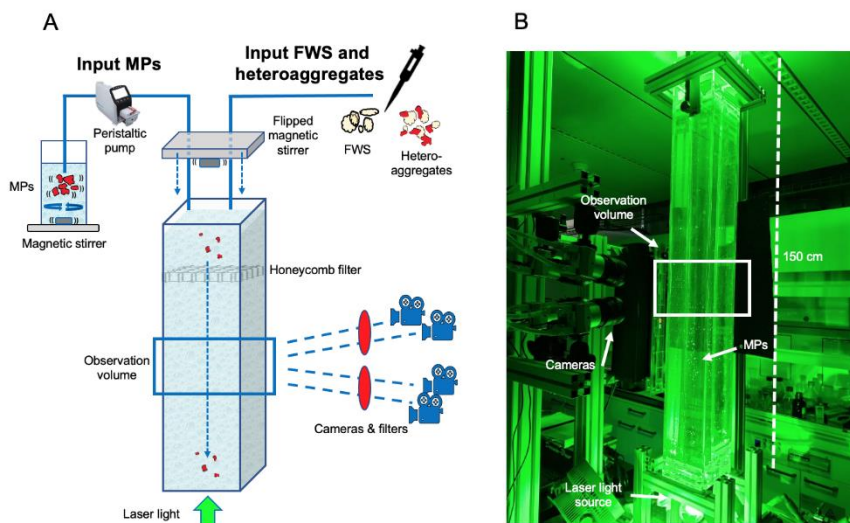 A
Input MPs
Input FWS and
heteroaggregates
Peristaltic
pump
Flipped
magnetic
stirrer
FWS
Hetero-
aggregates
MPs
Magnetic stirrer
Honeycomb filter
Observation
volume
Cameras & filters
Laser light
B
Observation
volume
150 cm
MPs
Cameras
Laser light
source